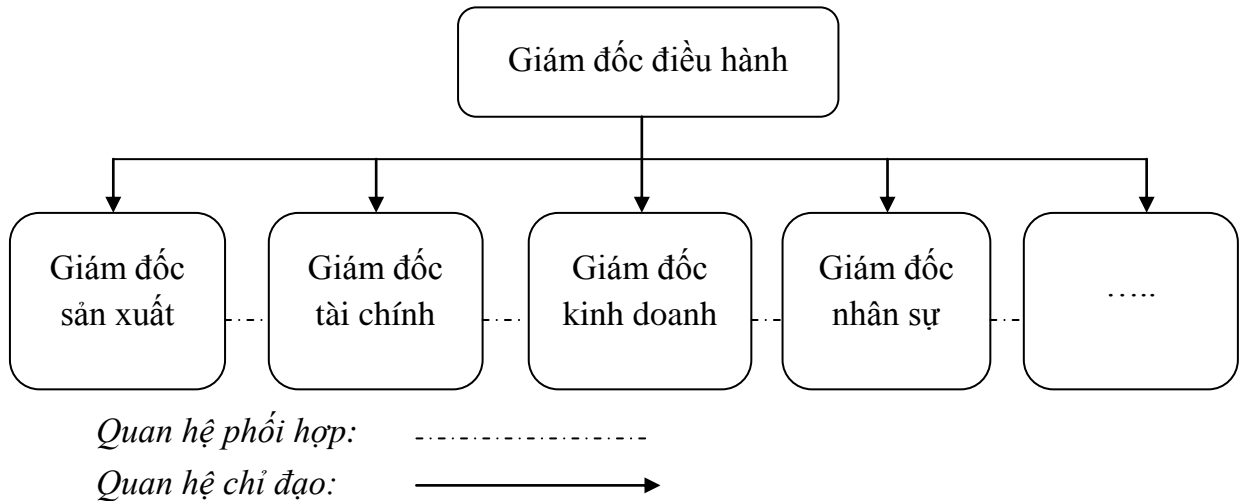 Giám đốc điều hành
Giám đốc
sản xuất
Giám đốc
tài chính
Giám đốc
kinh doanh
Giám đốc
nhân sự
…..
Quan hệ phối hợp:
Quan hệ chỉ đạo: